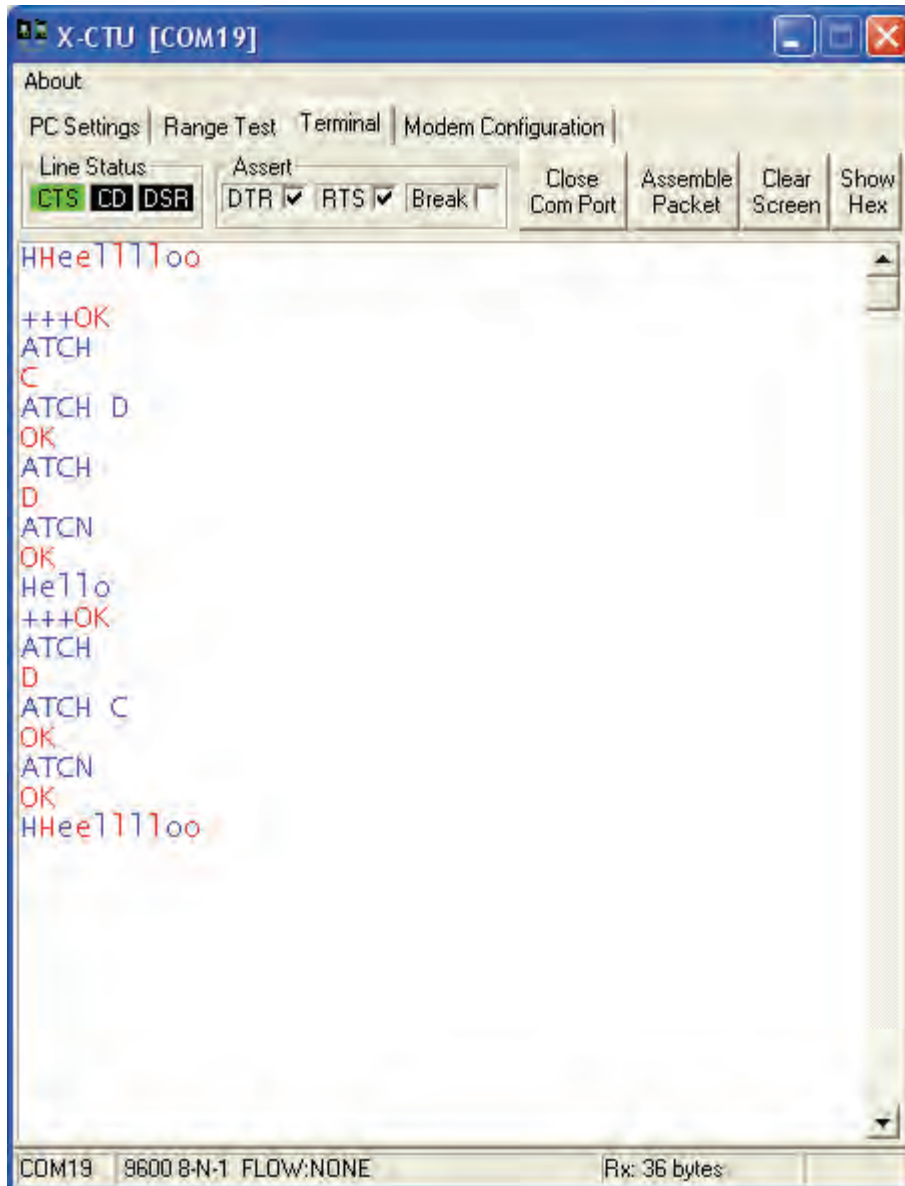 X-CTU [COM19]
About
PC Settings Range Test Terminal Modem Configuration
Line Status Assert
CTS CD DSR DTR RTS Break
Close Com Port
Assemble Packet
Clear Screen
Show Hex
HHeelllloo
+++OK
ATCH
C
ATCH D
OK
ATCH
D
ATCN
OK
Hello
+++OK
ATCH
D
ATCH C
OK
ATCN
OK
HHeelllloo
COM19 9600 8-N-1 FLOW:NONE Rx: 36 bytes